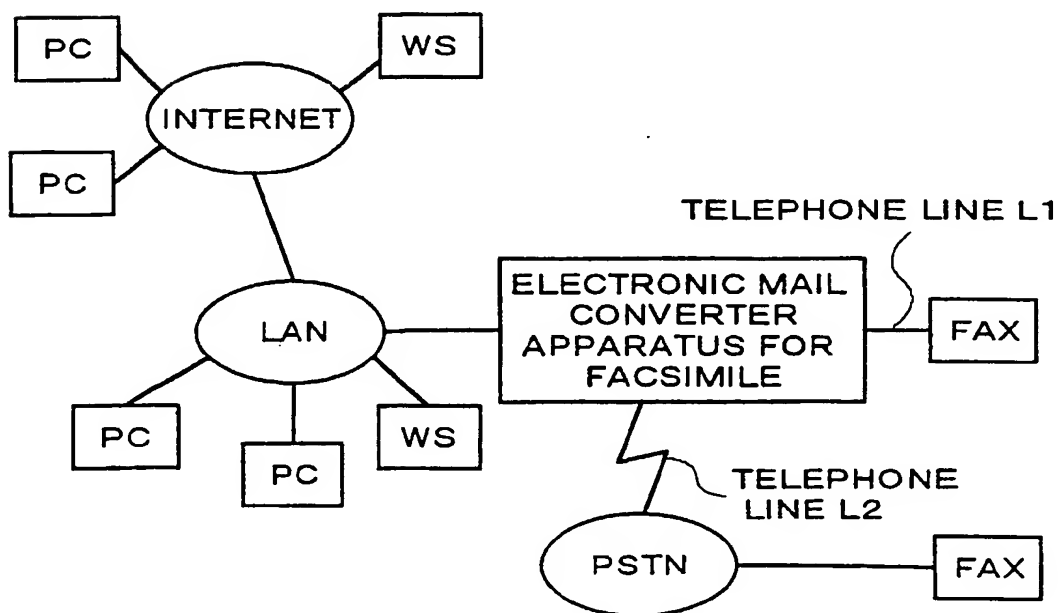 PC
WS
INTERNET
PC
TELEPHONE LINE L1
ELECTRONIC MAIL
CONVERTER
APPARATUS FOR
FACSIMILE
FAX
LAN
PC
PC
WS
TELEPHONE
LINE L2
PSTN
FAX